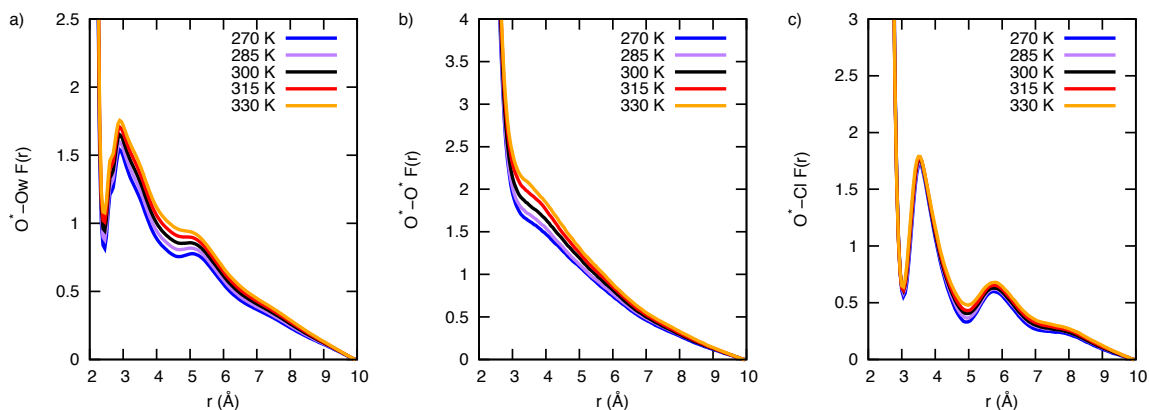 a)
O*−Ow F(r)
2.5
2
1.5
1
0.5
0
270 K
285 K
300 K
315 K
330 K
2 3 4 5 6 7 8 9 10
r (Å)
b)
O*−O* F(r)
4
3.5
3
2.5
2
1.5
1
0.5
0
270 K
285 K
300 K
315 K
330 K
2 3 4 5 6 7 8 9 10
r (Å)
c)
O*−Cl F(r)
3
2.5
2
1.5
1
0.5
0
270 K
285 K
300 K
315 K
330 K
2 3 4 5 6 7 8 9 10
r (Å)